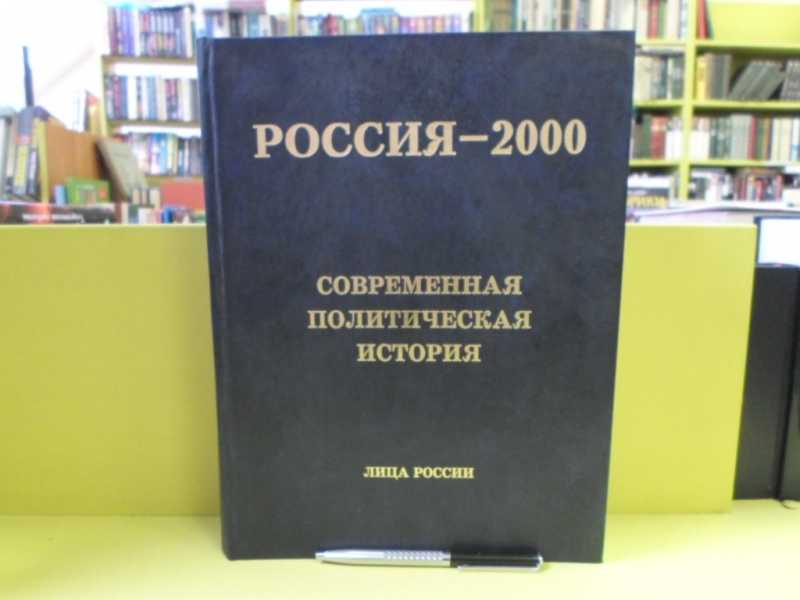 РОССИЯ–2000
СОВРЕМЕННАЯ
ПОЛИТИЧЕСКАЯ
ИСТОРИЯ
ЛИЦА РОССИИ